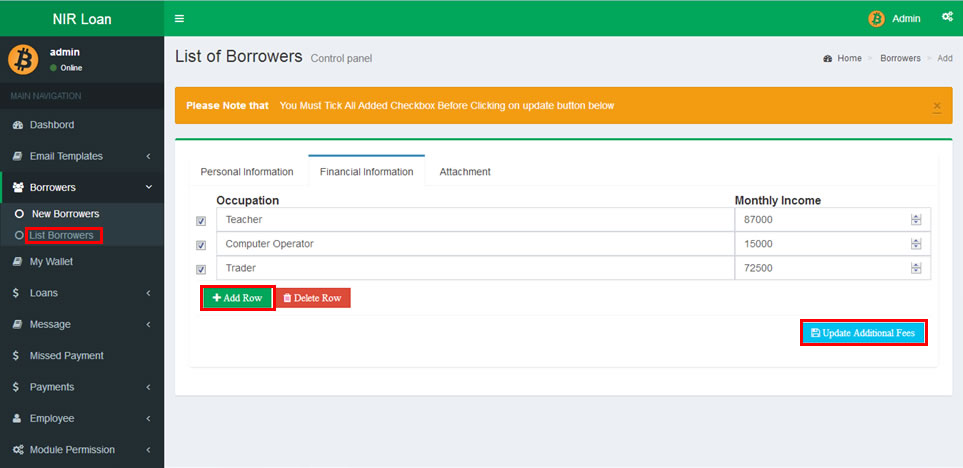 NIR Loan
Admin
admin
Online
MAIN NAVIGATION
Dashbord
Email Templates
Borrowers
New Borrowers
List Borrowers
My Wallet
Loans
Message
Missed Payment
Payments
Employee
Module Permission
List of Borrowers Control panel
Home > Borrowers > Add
Please Note that You Must Tick All Added Checkbox Before Clicking on update button below ×
Personal Information Financial Information Attachment
Occupation Monthly Income
Teacher 87000
Computer Operator 15000
Trader 72500
Add Row Delete Row
Update Additional Fees